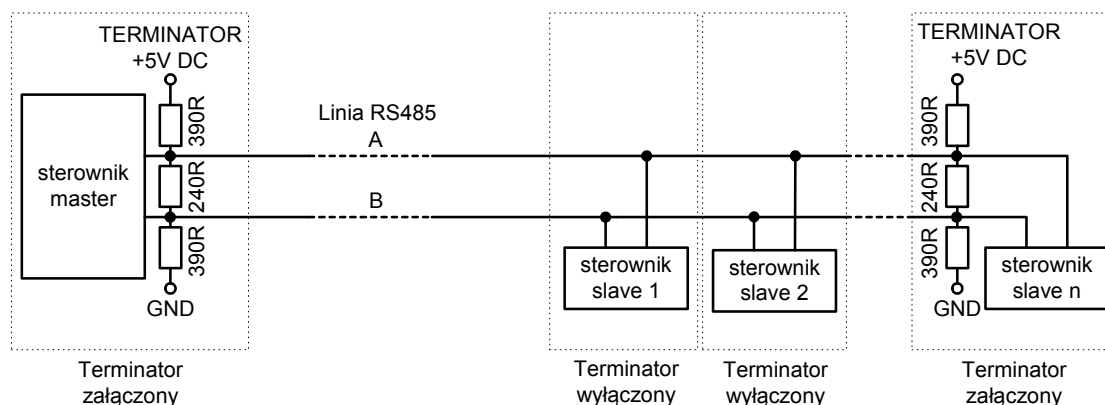 TERMINATOR
+5V DC
390R
240R
390R
GND
sterownik
master
Linia RS485
A
B
sterownik
slave 1
sterownik
slave 2
TERMINATOR
+5V DC
390R
240R
390R
GND
sterownik
slave n
Terminator
załączony
Terminator
wyłączony
Terminator
wyłączony
Terminator
załączony